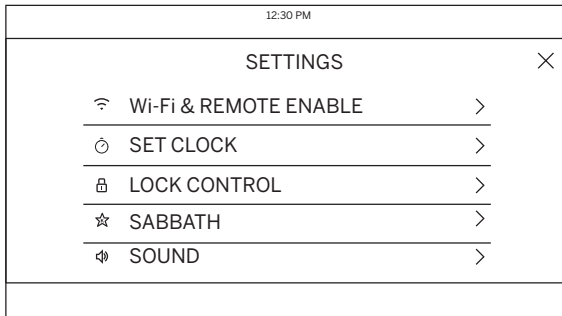 12:30 PM
SETTINGS
Wi-Fi & REMOTE ENABLE
SET CLOCK
LOCK CONTROL
SABBATH
SOUND